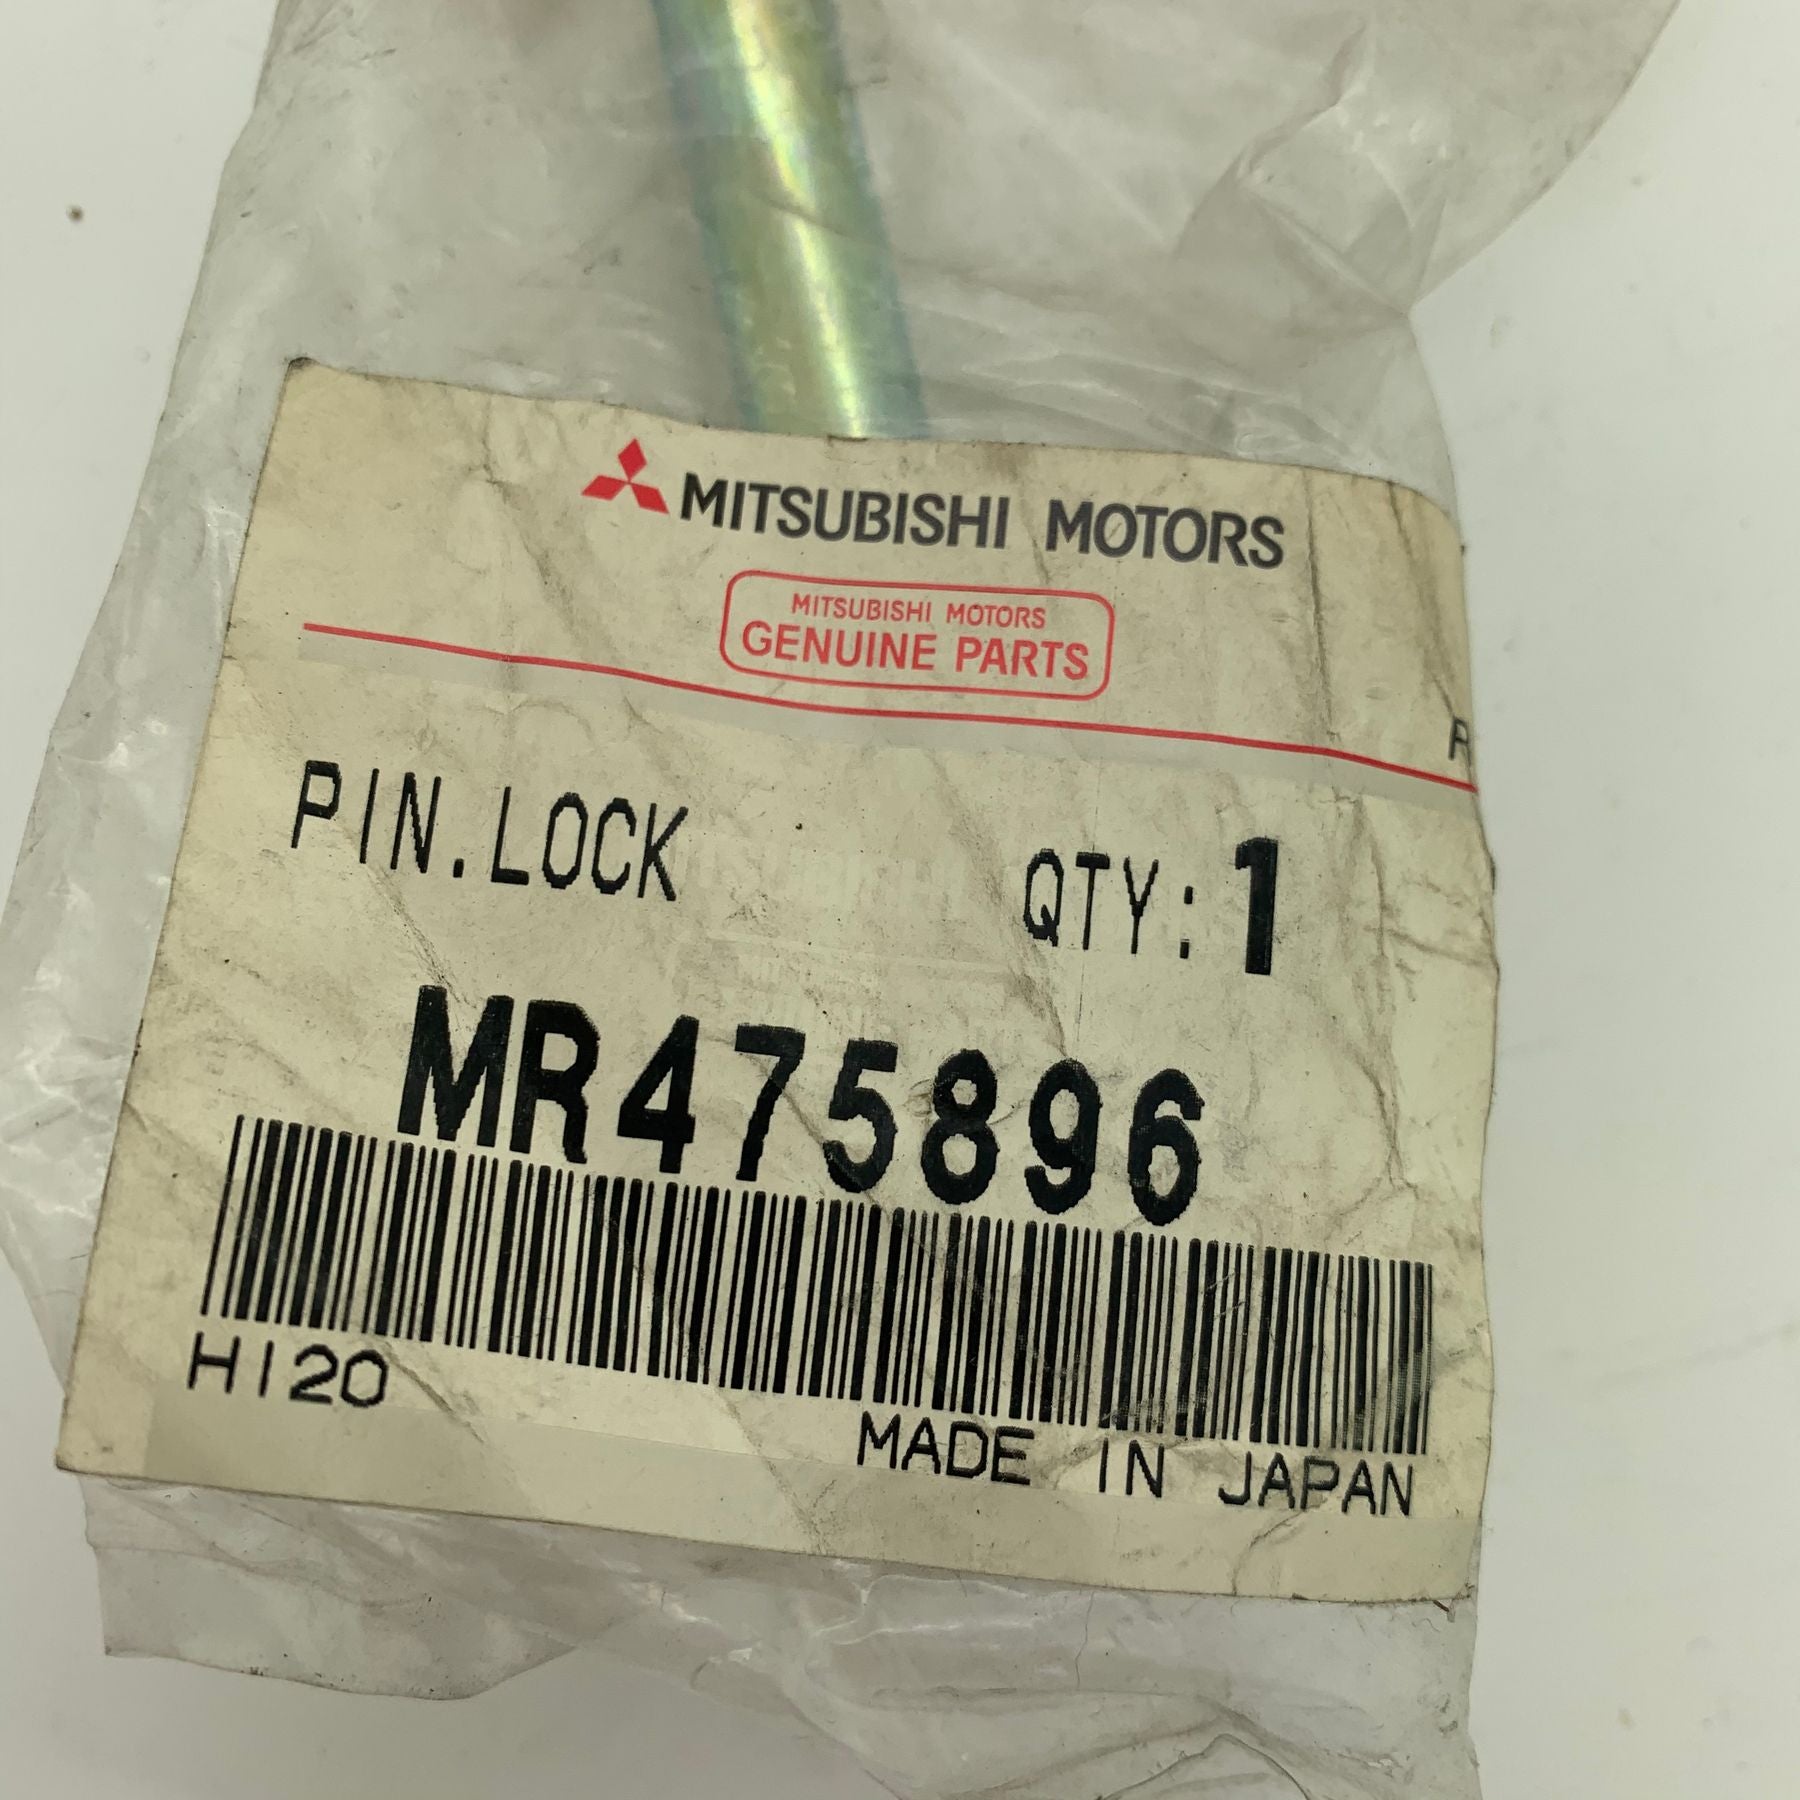 MITSUBISHI MOTORS
MITSUBISHI MOTORS
GENUINE PARTS
PIN.LOCK QTY:1
MR475896
H120 MADE IN JAPAN